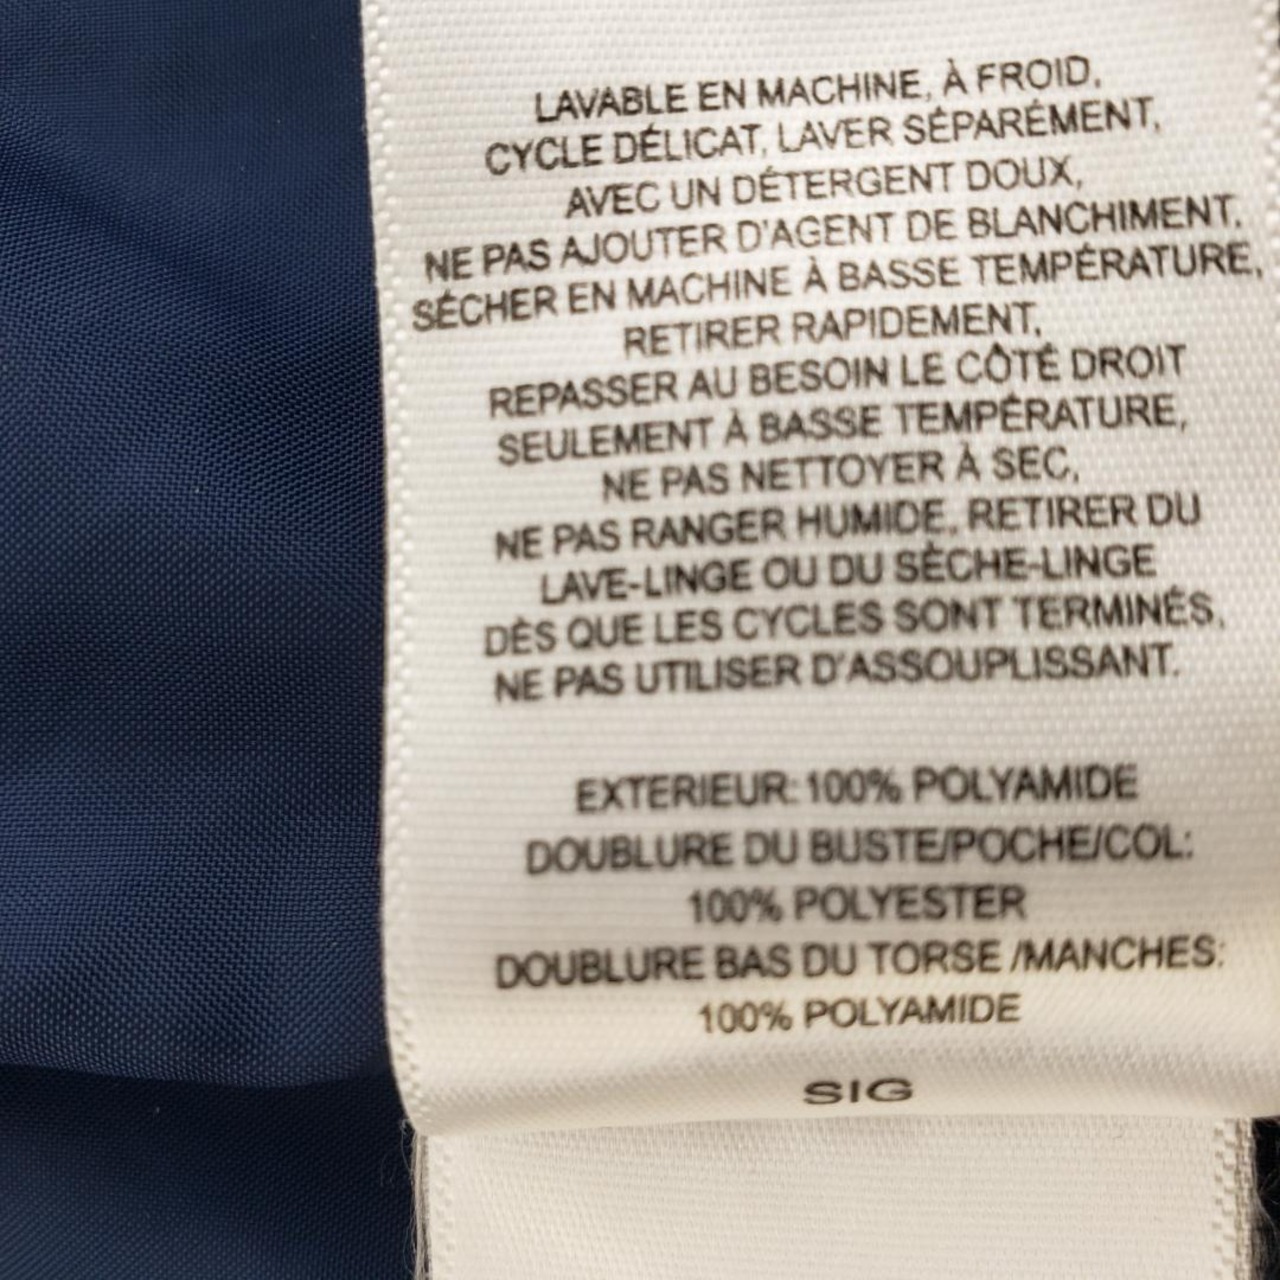 LAVABLE EN MACHINE, À FROID,
CYCLE DÉLICAT, LAVER SÉPARÉMENT,
AVEC UN DÉTERGENT DOUX,
NE PAS AJOUTER D'AGENT DE BLANCHIMENT,
SÉCHER EN MACHINE À BASSE TEMPÉRATURE,
RETIRER RAPIDEMENT,
REPASSER AU BESOIN LE CÔTÉ DROIT
SEULEMENT À BASSE TEMPÉRATURE,
NE PAS NETTOYER À SEC,
NE PAS RANGER HUMIDE, RETIRER DU
LAVE-LINGE OU DU SÈCHE-LINGE
DÈS QUE LES CYCLES SONT TERMINÉS,
NE PAS UTILISER D'ASSOUPLISSANT.
EXTERIEUR: 100% POLYAMIDE
DOUBLURE DU BUSTE/POCHE/COL:
100% POLYESTER
DOUBLURE BAS DU TORSE /MANCHES:
100% POLYAMIDE
SIG